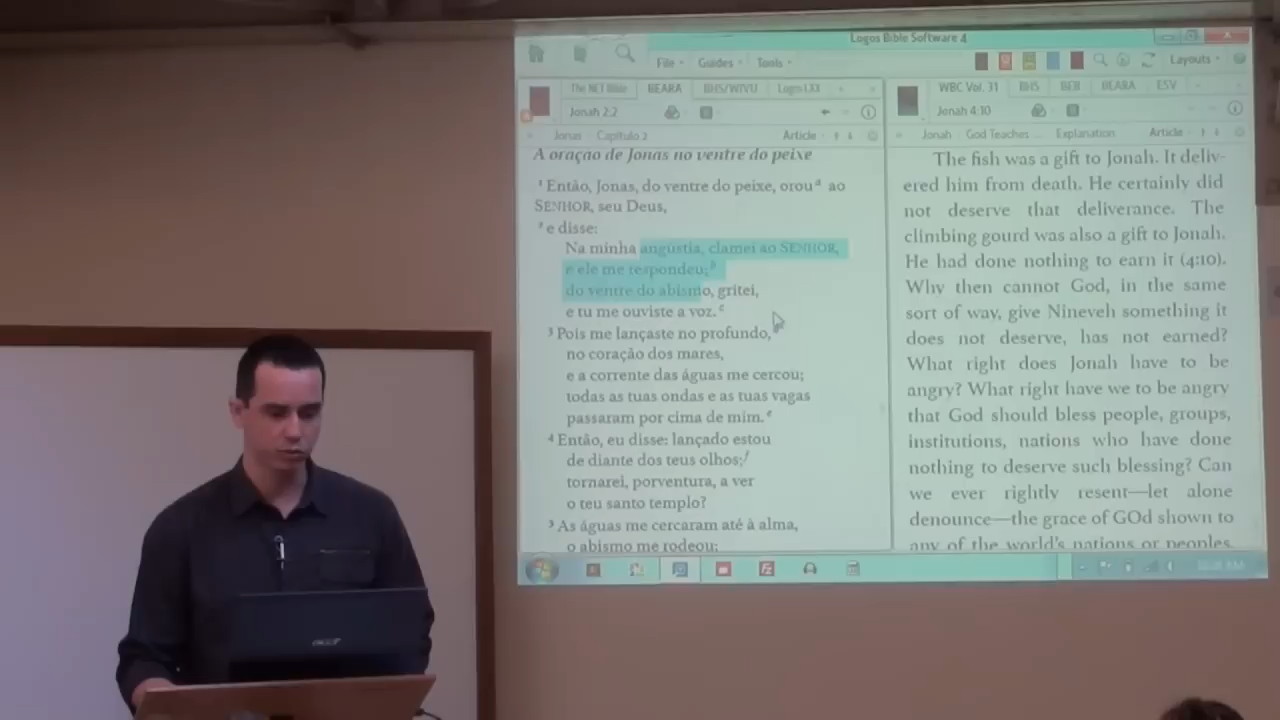 Logos Bible Software 4
File Guides Tools
Layouts
The NET Bible BEARA BHS/WIVU Logos LXX
Jonah 2:2
Jonas Capítulo 2 Article
A oração de Jonas no ventre do peixe
1 Então, Jonas, do ventre do peixe, orou a ao
SENHOR, seu Deus,
2 e disse:
Na minha angústia, clamei ao SENHOR,
e ele me respondeu; b
do ventre do abismo, gritei,
e tu me ouviste a voz. c
3 Pois me lançaste no profundo,
no coração dos mares,
e a corrente das águas me cercou;
todas as tuas ondas e as tuas vagas
passaram por cima de mim. e
4 Então, eu disse: lançado estou
de diante dos teus olhos; f
tornarei, porventura, a ver
o teu santo templo?
5 As águas me cercaram até à alma,
o abismo me rodeou;
WBC Vol. 31 BHS BEARA ESV
Jonah 4:10
Jonah God Teaches ... Explanation Article
The fish was a gift to Jonah. It deliv-
ered him from death. He certainly did
not deserve that deliverance. The
climbing gourd was also a gift to Jonah.
He had done nothing to earn it (4:10).
Why then cannot God, in the same
sort of way, give Nineveh something it
does not deserve, has not earned?
What right does Jonah have to be
angry? What right have we to be angry
that God should bless people, groups,
institutions, nations who have done
nothing to deserve such blessing? Can
we ever rightly resent—let alone
denounce—the grace of GOd shown to
any of the world's nations or peoples
acer